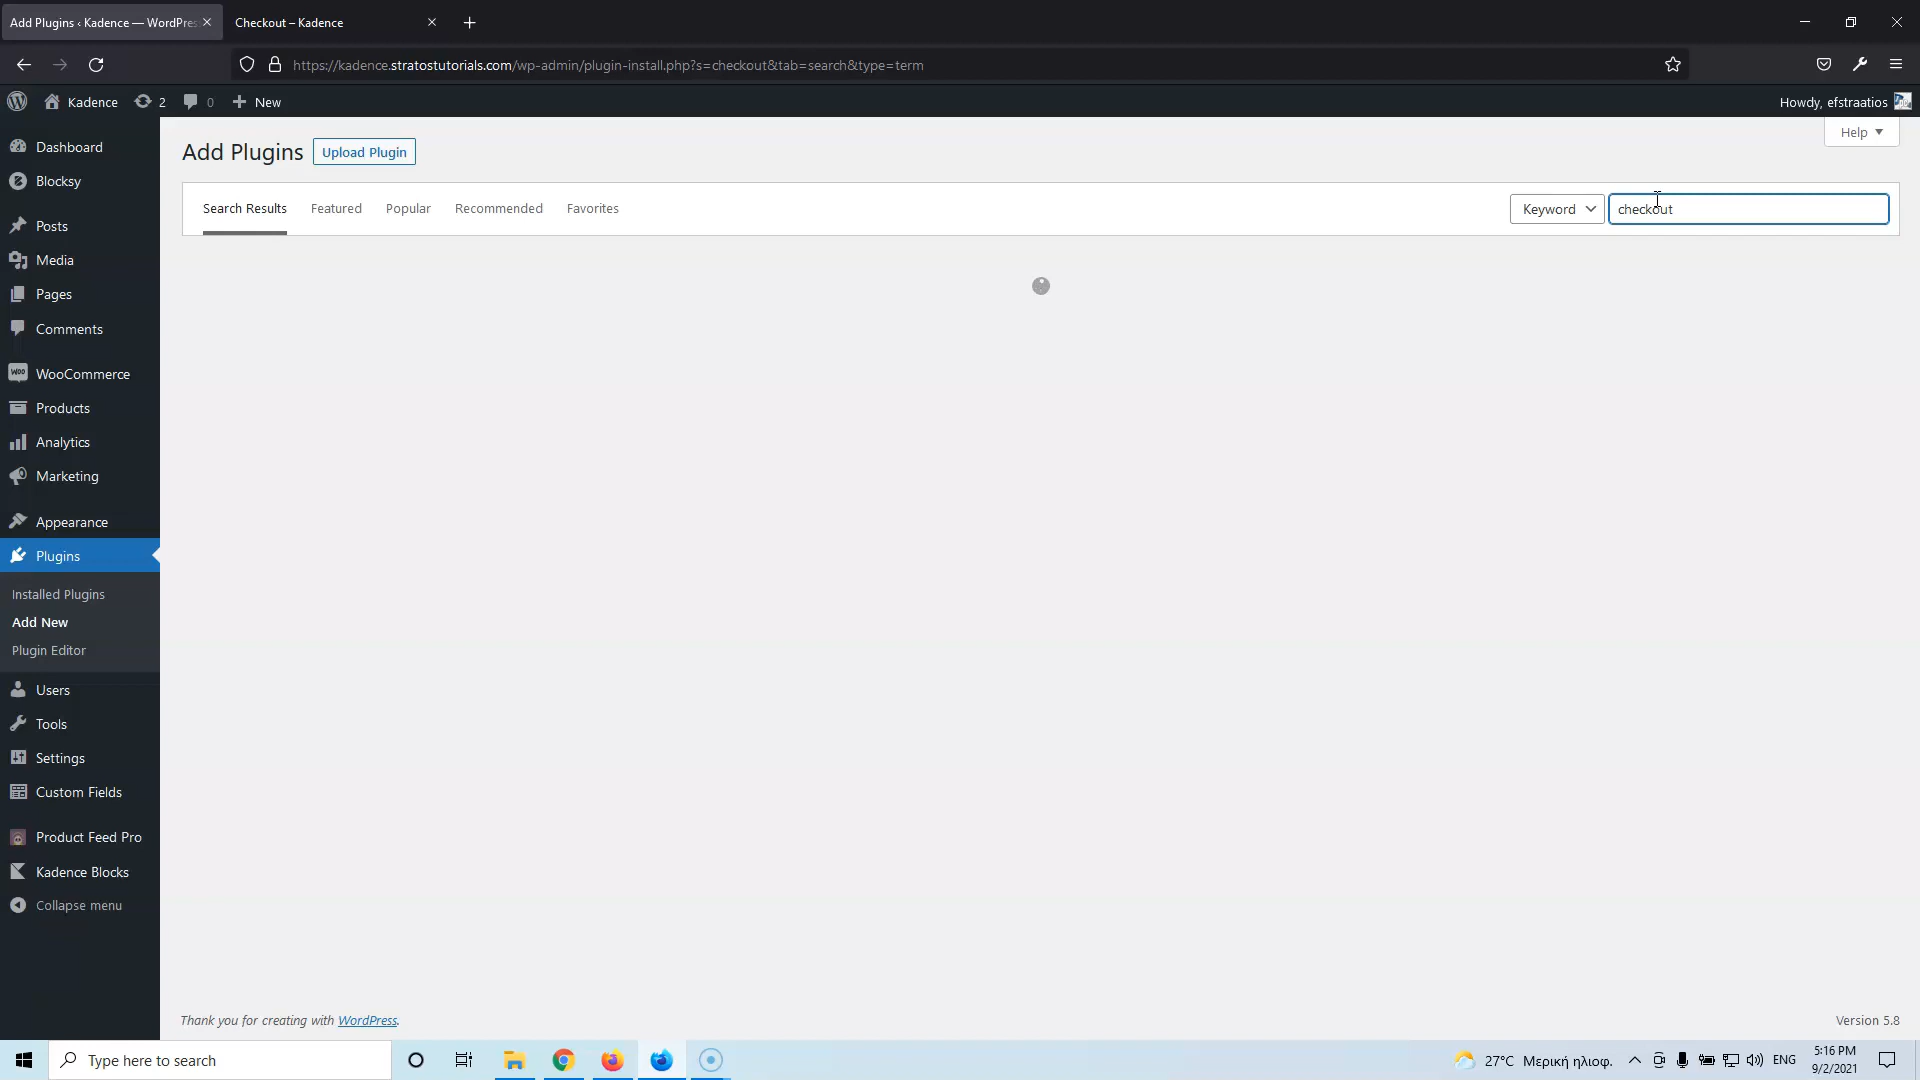 Add Plugins ‹ Kadence — WordPres
Checkout – Kadence
https://kadence.stratostutorials.com/wp-admin/plugin-install.php?s=checkout&tab=search&type=term
Kadence
2
0
New
Howdy, efstraatios
Help
Dashboard
Blocksy
Posts
Media
Pages
Comments
WooCommerce
Products
Analytics
Marketing
Appearance
Plugins
Installed Plugins
Add New
Plugin Editor
Users
Tools
Settings
Custom Fields
Product Feed Pro
Kadence Blocks
Collapse menu
Add Plugins
Upload Plugin
Search Results
Featured
Popular
Recommended
Favorites
Keyword
checkout
Thank you for creating with WordPress.
Version 5.8
Type here to search
27°C Μερική ηλιοφ.
ENG
5:16 PM
9/2/2021